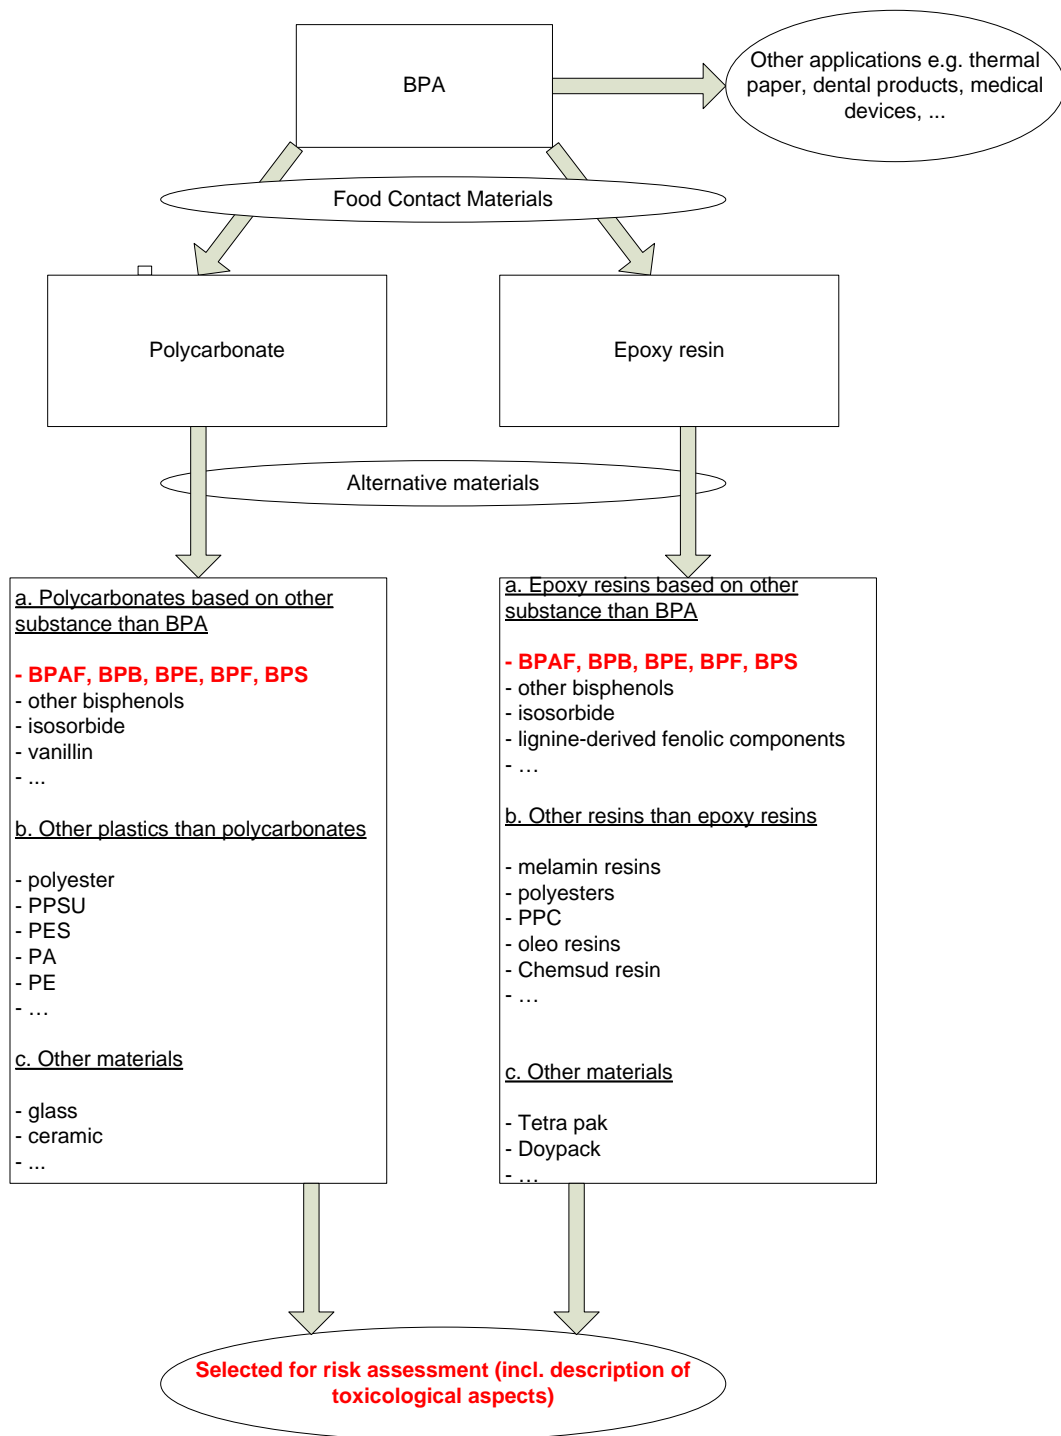 BPA
Other applications e.g. thermal
paper, dental products, medical
devices, ...
Food Contact Materials
Polycarbonate
Epoxy resin
Alternative materials
a. Polycarbonates based on other
substance than BPA
- BPAF, BPB, BPE, BPF, BPS
- other bisphenols
- isosorbide
- vanillin
- ...
b. Other plastics than polycarbonates
- polyester
- PPSU
- PES
- PA
- PE
- …
c. Other materials
- glass
- ceramic
- ...
a. Epoxy resins based on other
substance than BPA
- BPAF, BPB, BPE, BPF, BPS
- other bisphenols
- isosorbide
- lignine-derived fenolic components
- …
b. Other resins than epoxy resins
- melamin resins
- polyesters
- PPC
- oleo resins
- Chemsud resin
- …
c. Other materials
- Tetra pak
- Doypack
- …
Selected for risk assessment (incl. description of
toxicological aspects)